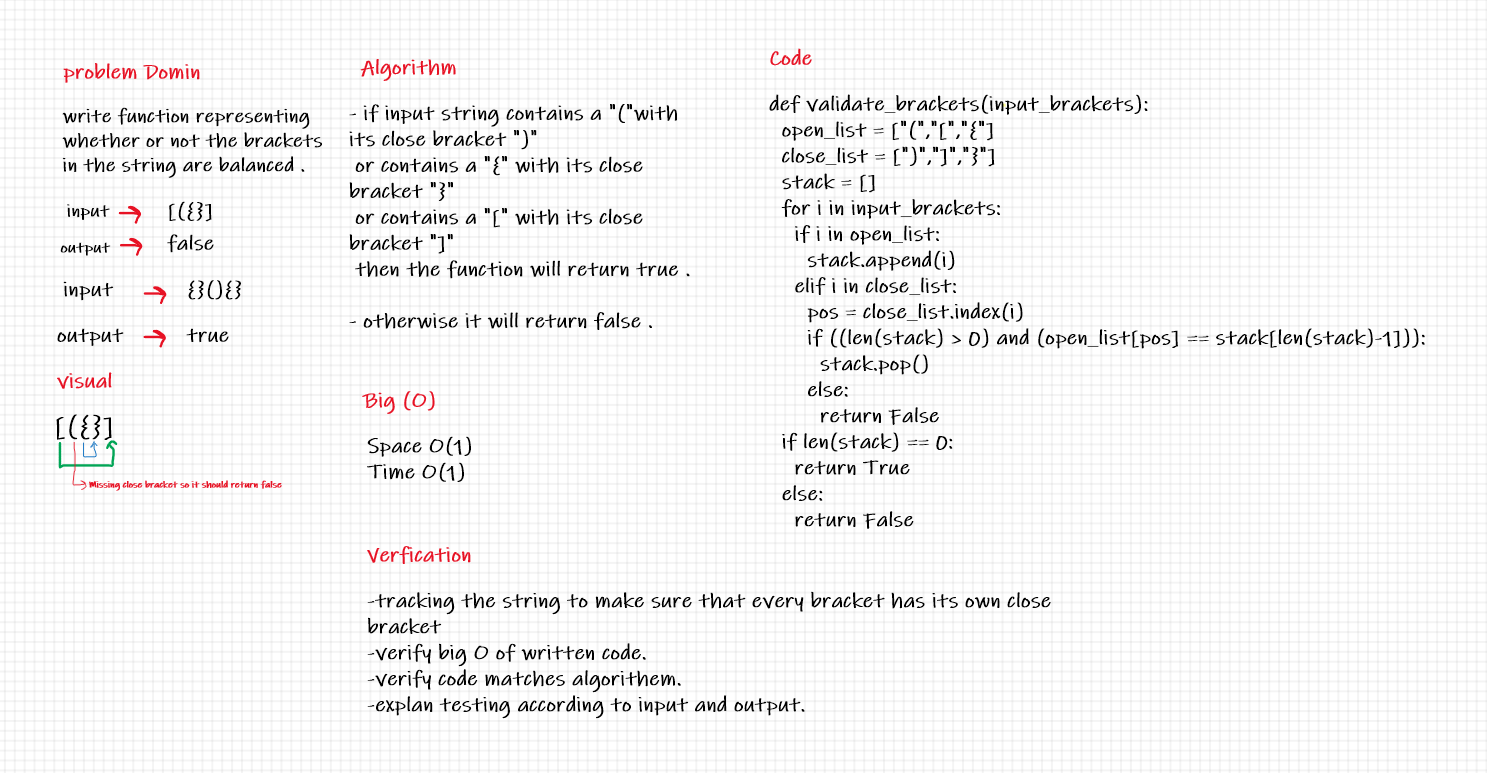 problem Domin
write function representing
whether or not the brackets
in the string are balanced .
input → [({}]
output → false
input → {}(){}
output → true
visual
[({}]
Missing close bracket so it should return false
Algorithm
- if input string contains a "("with
its close bracket ")"
or contains a "{" with its close
bracket "}"
or contains a "[" with its close
bracket "]"
then the function will return true .
- otherwise it will return false .
Big (O)
Space O(1)
Time O(1)
Code
def validate_brackets(input_brackets):
open_list = ["(","[","{"]
close_list = [")","]","}"]
stack = []
for i in input_brackets:
if i in open_list:
stack.append(i)
elif i in close_list:
pos = close_list.index(i)
if ((len(stack) > 0) and (open_list[pos] == stack[len(stack)-1])):
stack.pop()
else:
return False
if len(stack) == 0:
return True
else:
return False
Verfication
-tracking the string to make sure that every bracket has its own close
bracket
-verify big O of written code.
-verify code matches algorithem.
-explan testing according to input and output.